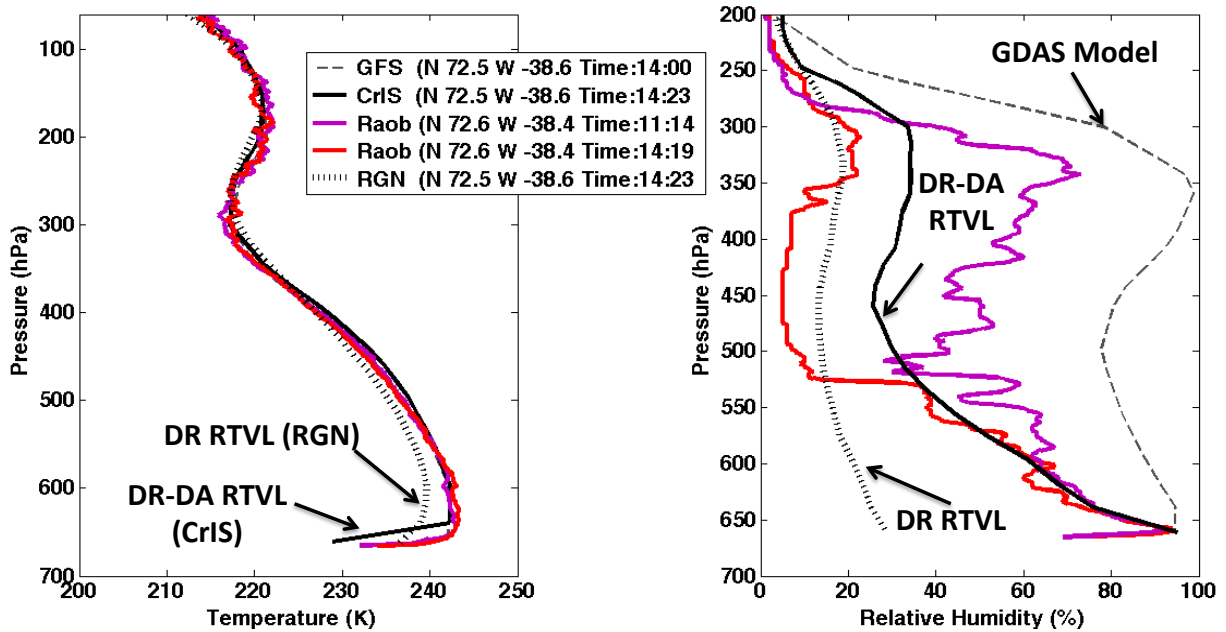 100
200
300
400
500
600
700
Pressure (hPa)
200
210
220
230
240
250
Temperature (K)
GFS (N 72.5 W -38.6 Time:14:00
CrIS (N 72.5 W -38.6 Time:14:23
Raob (N 72.6 W -38.4 Time:11:14
Raob (N 72.6 W -38.4 Time:14:19
RGN (N 72.5 W -38.6 Time:14:23
DR RTVL (RGN)
DR-DA RTVL
(CrIS)
200
250
300
350
400
450
500
550
600
650
700
Pressure (hPa)
0
20
40
60
80
100
Relative Humidity (%)
GDAS Model
DR-DA
RTVL
DR RTVL